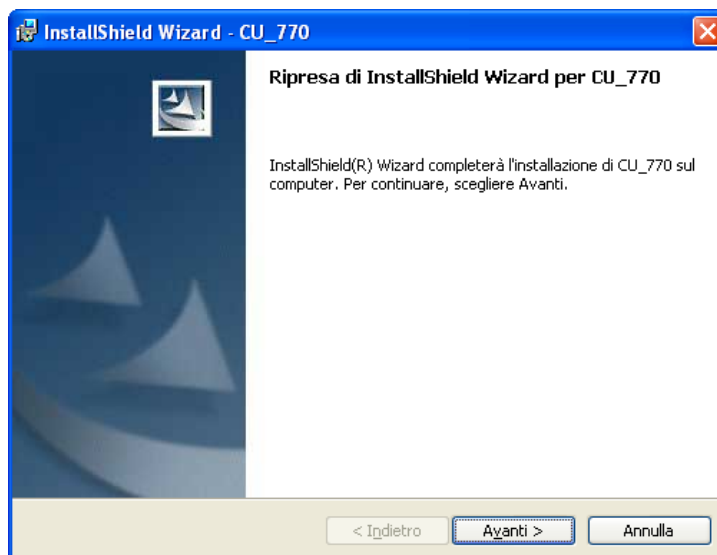 InstallShield Wizard - CU_770
Ripresa di InstallShield Wizard per CU_770
InstallShield(R) Wizard completerà l'installazione di CU_770 sul
computer. Per continuare, scegliere Avanti.
< Indietro
Avanti >
Annulla